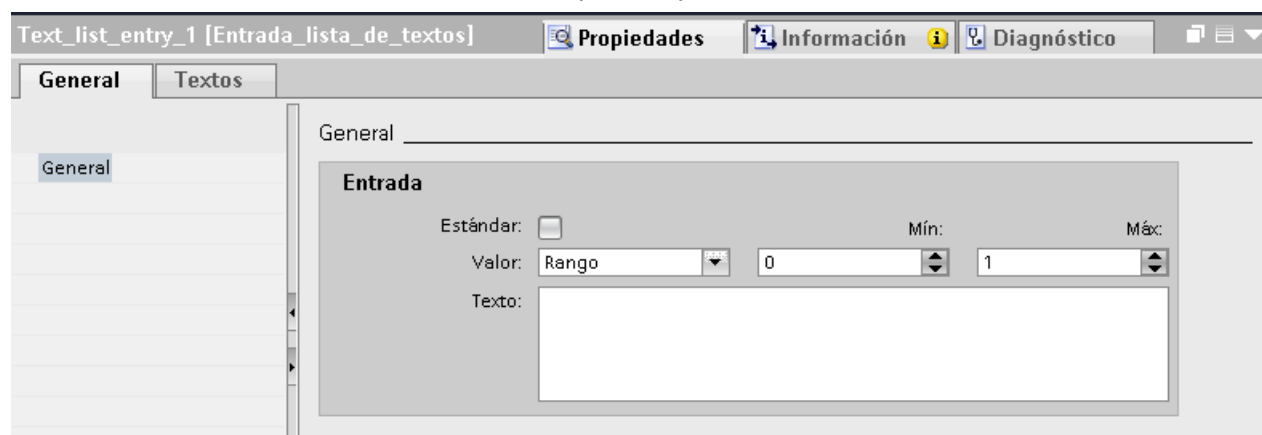 Text_list_entry_1 [Entrada_lista_de_textos] Propiedades Información Diagnóstico
General Textos
General
General
Entrada
Estándar: Mín: Máx:
Valor: Rango 0 1
Texto: